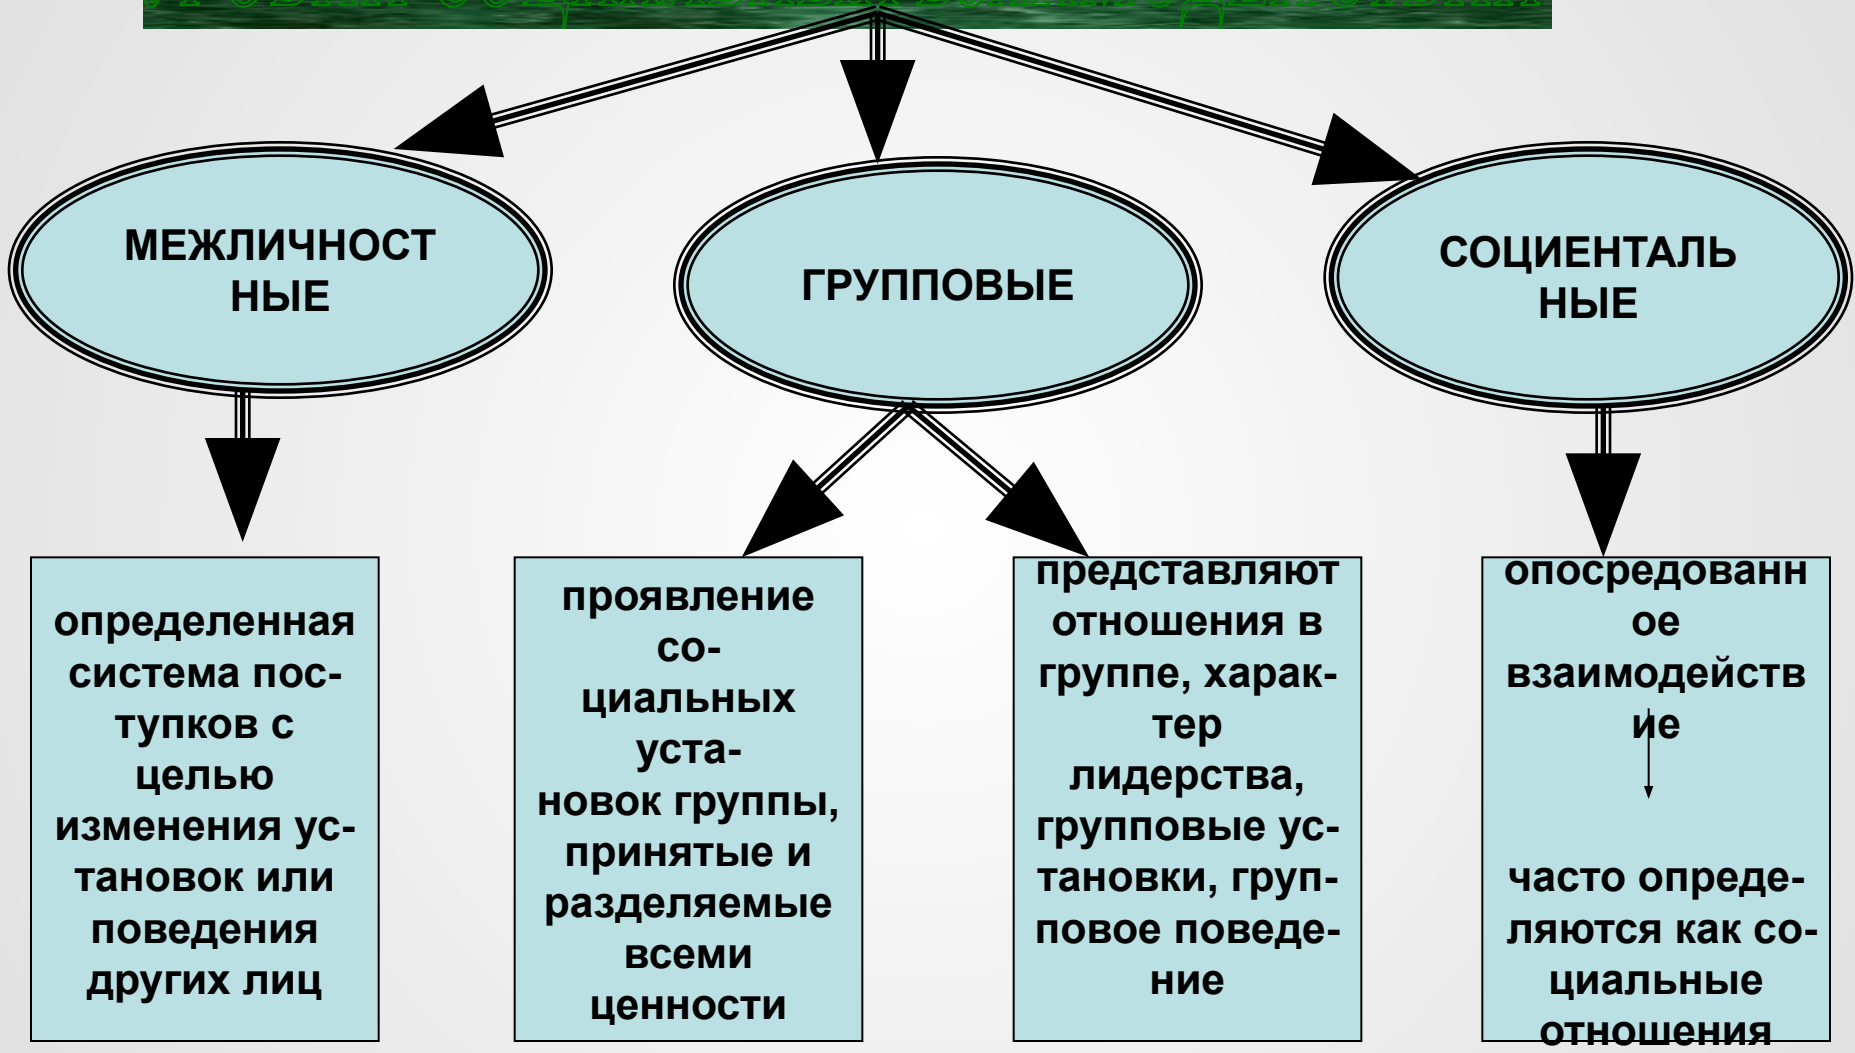 МЕЖЛИЧНОСТ
НЫЕ
ГРУППОВЫЕ
СОЦИЕНТАЛЬ
НЫЕ
определенная
система пос-
тупков с
целью
изменения ус-
тановок или
поведения
других лиц
проявление
со-
циальных
уста-
новок группы,
принятые и
разделяемые
всеми
ценности
представляют
отношения в
группе, харак-
тер
лидерства,
групповые ус-
тановки, груп-
повое поведе-
ние
опосредованн
ое
взаимодейств
ие
часто опреде-
ляются как со-
циальные
отношения